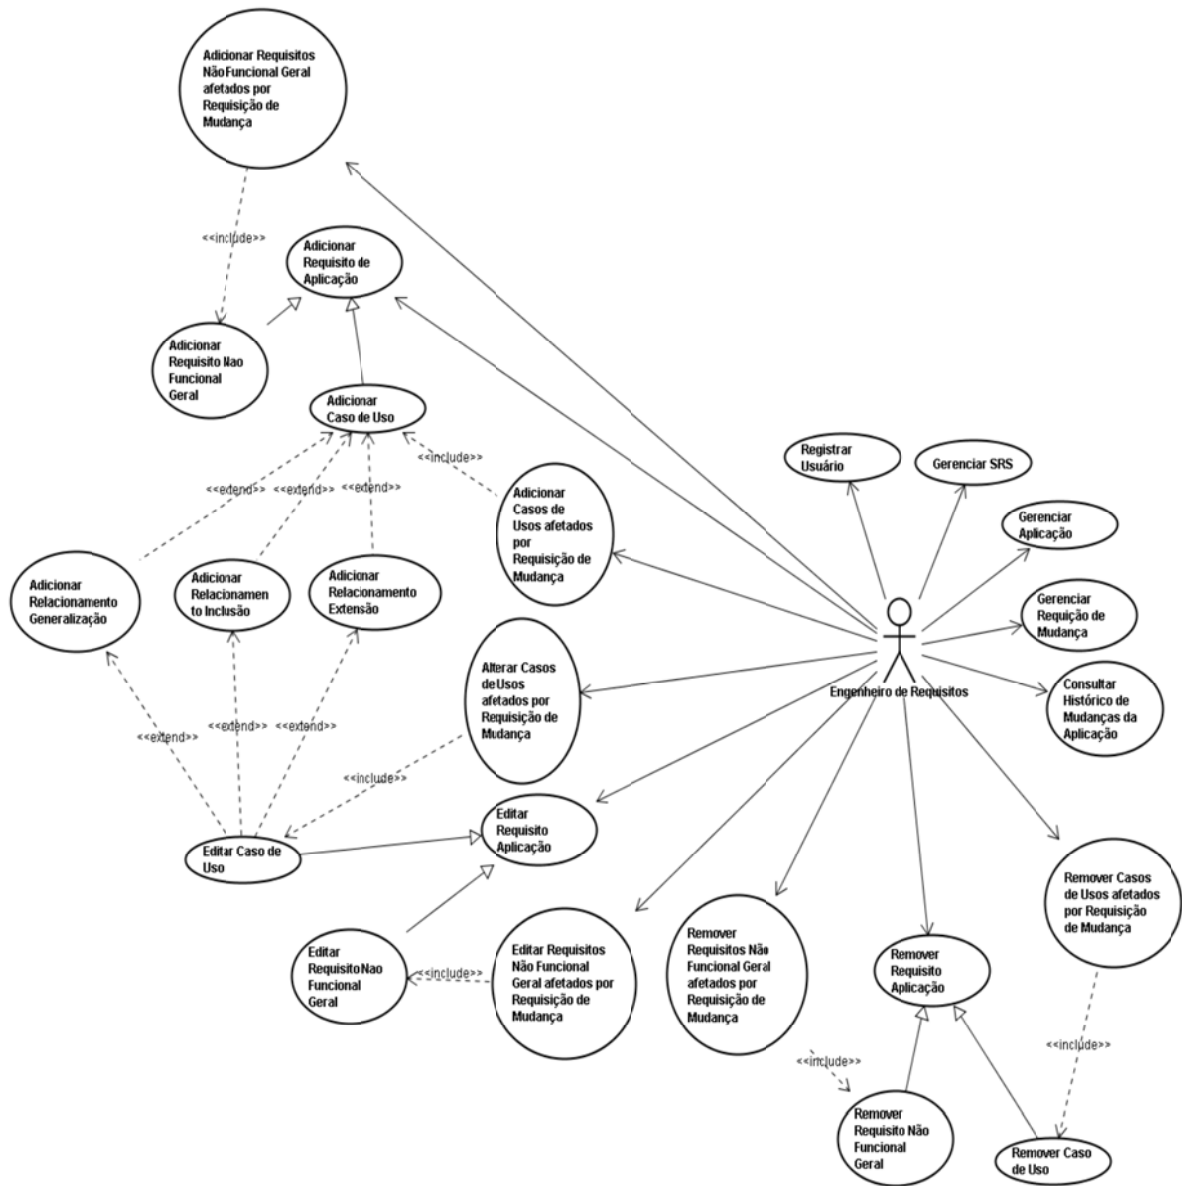 Adicionar Requisitos
Não Funcional Geral
afetados por
Requisição de
Mudança
<<include>>
Adicionar
Requisito de
Aplicação
Adicionar
Requisito Nao
Funcional
Geral
Adicionar
Caso de Uso
<<include>>
<<extend>>
<<extend>>
<<extend>>
Adicionar
Casos de
Usos afetados
por
Requisição de
Mudança
Registrar
Usuário
Gerenciar SRS
Gerenciar
Aplicação
Adicionar
Relacionamento
Generalização
Adicionar
Relacionamen
to Inclusão
Adicionar
Relacionamento
Extensão
Gerenciar
Requição de
Mudança
Engenheiro de Requisitos
Consultar
Histórico de
Mudanças da
Aplicação
Alterar Casos
de Usos
afetados por
Requisição de
Mudança
<<extend>>
<<extend>>
<<extend>>
<<include>>
Editar
Requisito
Aplicação
Editar Caso de
Uso
Editar
Requisito Nao
Funcional
Geral
<<include>>
Editar Requisitos
Não Funcional
Geral afetados por
Requisição de
Mudança
Remover
Requisitos Não
Funcional Geral
afetados por
Requisição de
Mudança
Remover
Requisito
Aplicação
Remover Casos
de Usos afetados
por Requisição
de Mudança
<<include>>
<<include>>
Remover
Requisito Não
Funcional
Geral
Remover Caso
de Uso